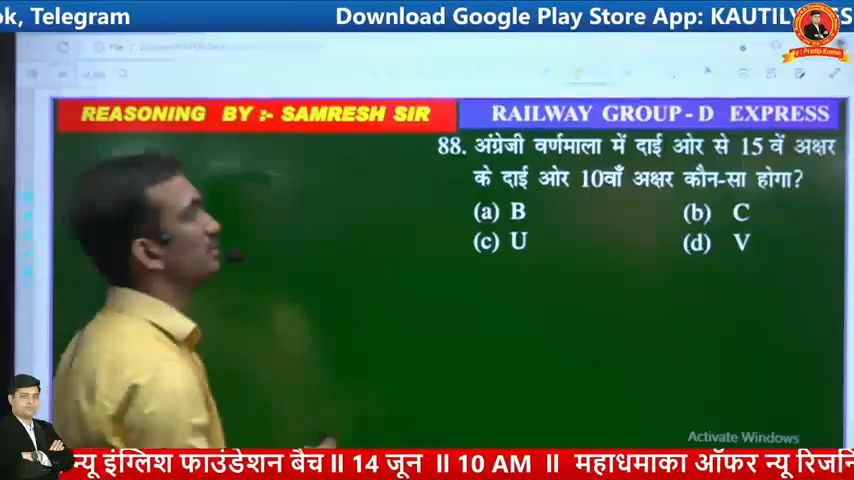 ok, Telegram
Download Google Play Store App: KAUTILY
REASONING BY :- SAMRESH SIR
RAILWAY GROUP - D EXPRESS
88. अंग्रेजी वर्णमाला में दाई ओर से 15 वें अक्षर
के दाई ओर 10वाँ अक्षर कौन-सा होगा?
(a) B
(b) C
(c) U
(d) V
Activate Windows
न्यू इंग्लिश फाउंडेशन बैच II 14 जून II 10 AM II महाधमाका ऑफर न्यू रिजनिं